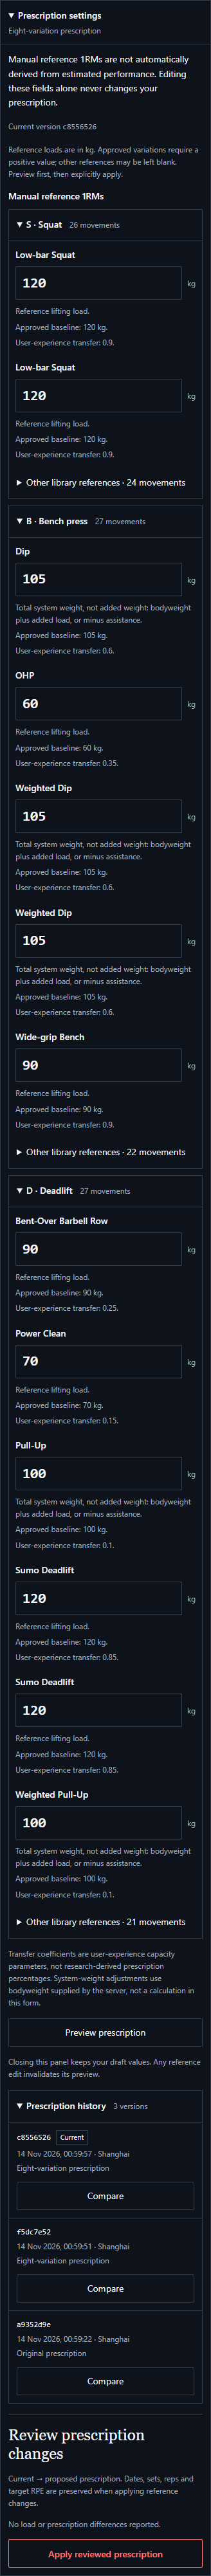 ▼ Prescription settings
Eight-variation prescription
Manual reference 1RMs are not automatically
derived from estimated performance. Editing
these fields alone never changes your
prescription.
Current version c8556526
Reference loads are in kg. Approved variations require a
positive value; other references may be left blank.
Preview first, then explicitly apply.
Manual reference 1RMs
▼ S · Squat 26 movements
Low-bar Squat
120 kg
Reference lifting load.
Approved baseline: 120 kg.
User-experience transfer: 0.9.
Low-bar Squat
120 kg
Reference lifting load.
Approved baseline: 120 kg.
User-experience transfer: 0.9.
▶ Other library references · 24 movements
▼ B · Bench press 27 movements
Dip
105 kg
Total system weight, not added weight: bodyweight
plus added load, or minus assistance.
Approved baseline: 105 kg.
User-experience transfer: 0.6.
OHP
60 kg
Reference lifting load.
Approved baseline: 60 kg.
User-experience transfer: 0.35.
Weighted Dip
105 kg
Total system weight, not added weight: bodyweight
plus added load, or minus assistance.
Approved baseline: 105 kg.
User-experience transfer: 0.6.
Weighted Dip
105 kg
Total system weight, not added weight: bodyweight
plus added load, or minus assistance.
Approved baseline: 105 kg.
User-experience transfer: 0.6.
Wide-grip Bench
90 kg
Reference lifting load.
Approved baseline: 90 kg.
User-experience transfer: 0.9.
▶ Other library references · 22 movements
▼ D · Deadlift 27 movements
Bent-Over Barbell Row
90 kg
Reference lifting load.
Approved baseline: 90 kg.
User-experience transfer: 0.25.
Power Clean
70 kg
Reference lifting load.
Approved baseline: 70 kg.
User-experience transfer: 0.15.
Pull-Up
100 kg
Total system weight, not added weight: bodyweight
plus added load, or minus assistance.
Approved baseline: 100 kg.
User-experience transfer: 0.1.
Sumo Deadlift
120 kg
Reference lifting load.
Approved baseline: 120 kg.
User-experience transfer: 0.85.
Sumo Deadlift
120 kg
Reference lifting load.
Approved baseline: 120 kg.
User-experience transfer: 0.85.
Weighted Pull-Up
100 kg
Total system weight, not added weight: bodyweight
plus added load, or minus assistance.
Approved baseline: 100 kg.
User-experience transfer: 0.1.
▶ Other library references · 21 movements
Transfer coefficients are user-experience capacity
parameters, not research-derived prescription
percentages. System-weight adjustments use
bodyweight supplied by the server, not a calculation in
this form.
Preview prescription
Closing this panel keeps your draft values. Any reference
edit invalidates its preview.
▼ Prescription history 3 versions
c8556526 Current
14 Nov 2026, 00:59:57 · Shanghai
Eight-variation prescription
Compare
f5dc7e52
14 Nov 2026, 00:59:51 · Shanghai
Eight-variation prescription
Compare
a9352d9e
14 Nov 2026, 00:59:22 · Shanghai
Original prescription
Compare
Review prescription
changes
Current → proposed prescription. Dates, sets, reps and
target RPE are preserved when applying reference
changes.
No load or prescription differences reported.
Apply reviewed prescription